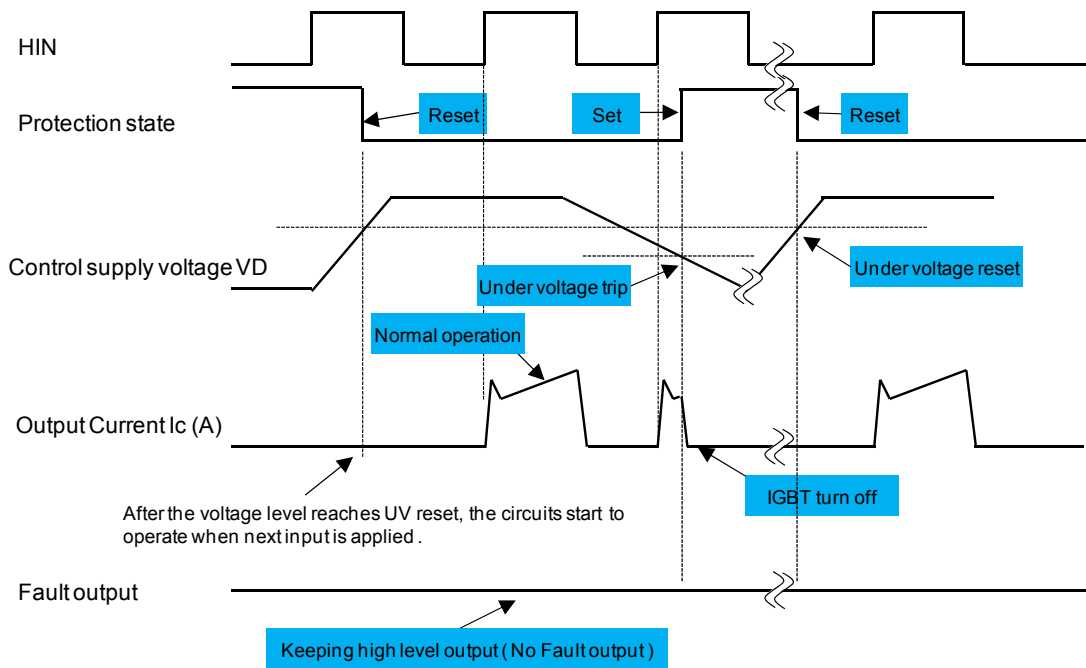 HIN
Protection state
Reset
Set
Reset
Control supply voltage VD
Under voltage trip
Under voltage reset
Normal operation
Output Current Ic (A)
IGBT turn off
After the voltage level reaches UV reset, the circuits start to
operate when next input is applied .
Fault output
Keeping high level output ( No Fault output )